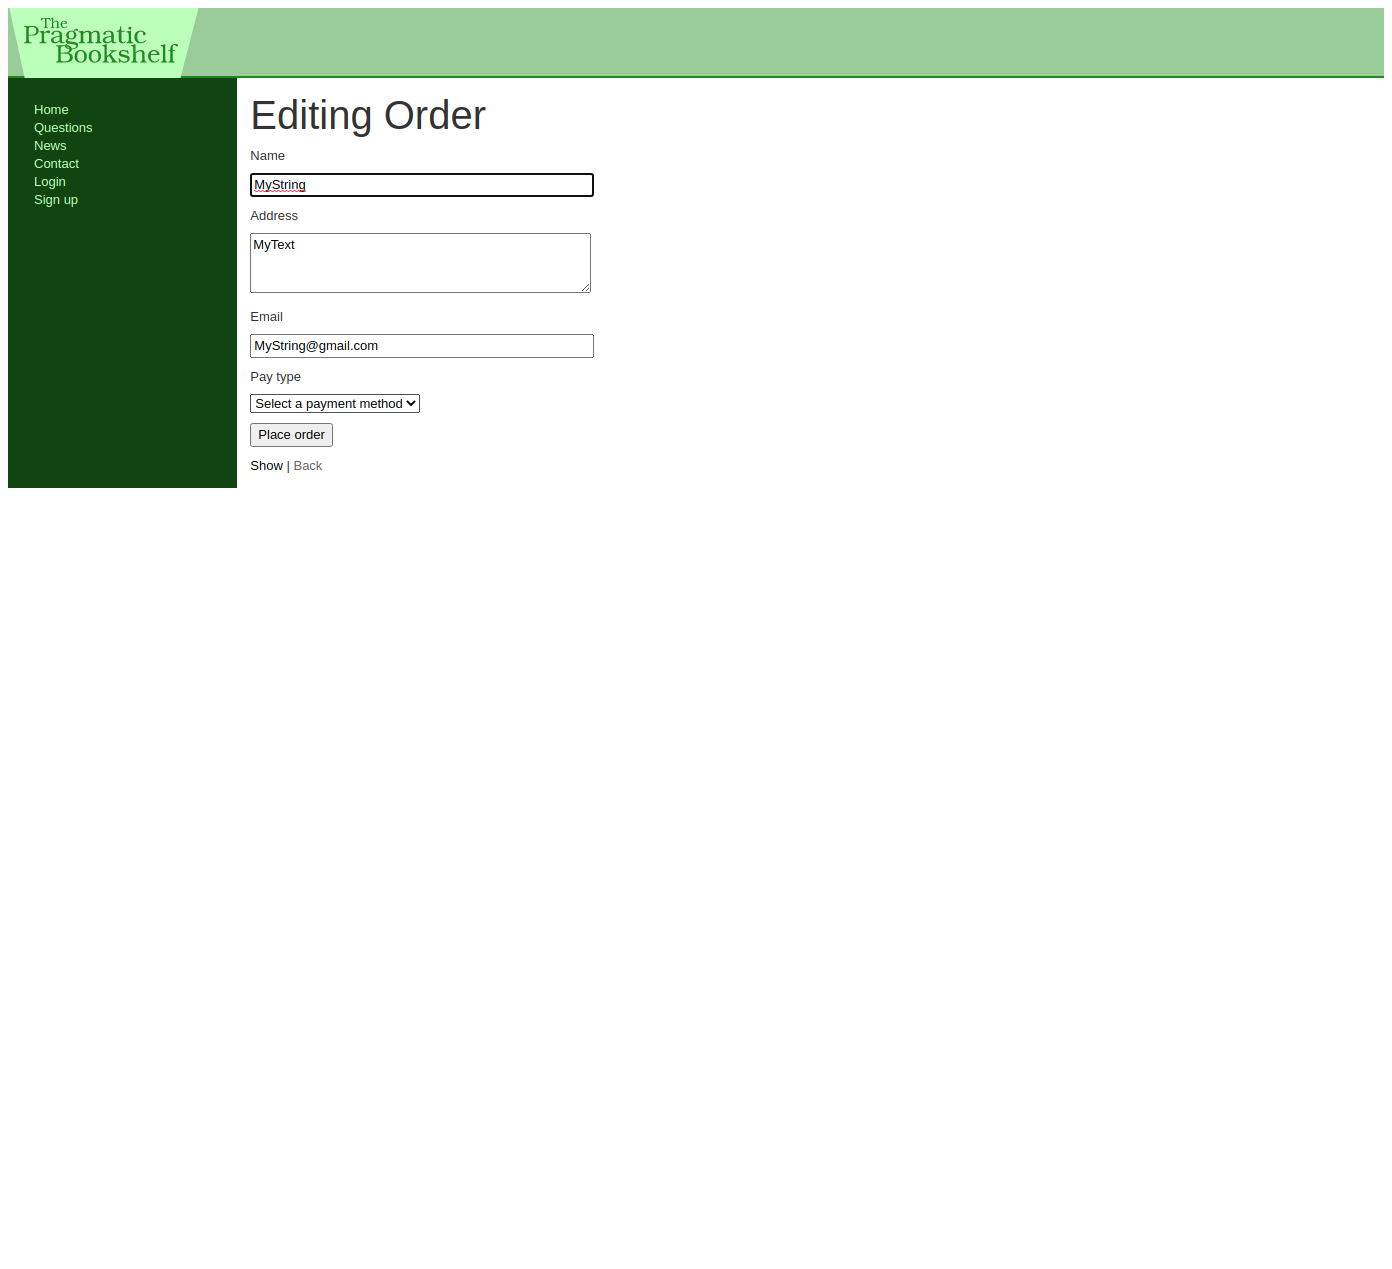 The
Pragmatic
Bookshelf
Home
Questions
News
Contact
Login
Sign up
Editing Order
Name
MyString
Address
MyText
Email
MyString@gmail.com
Pay type
Select a payment method
Place order
Show | Back